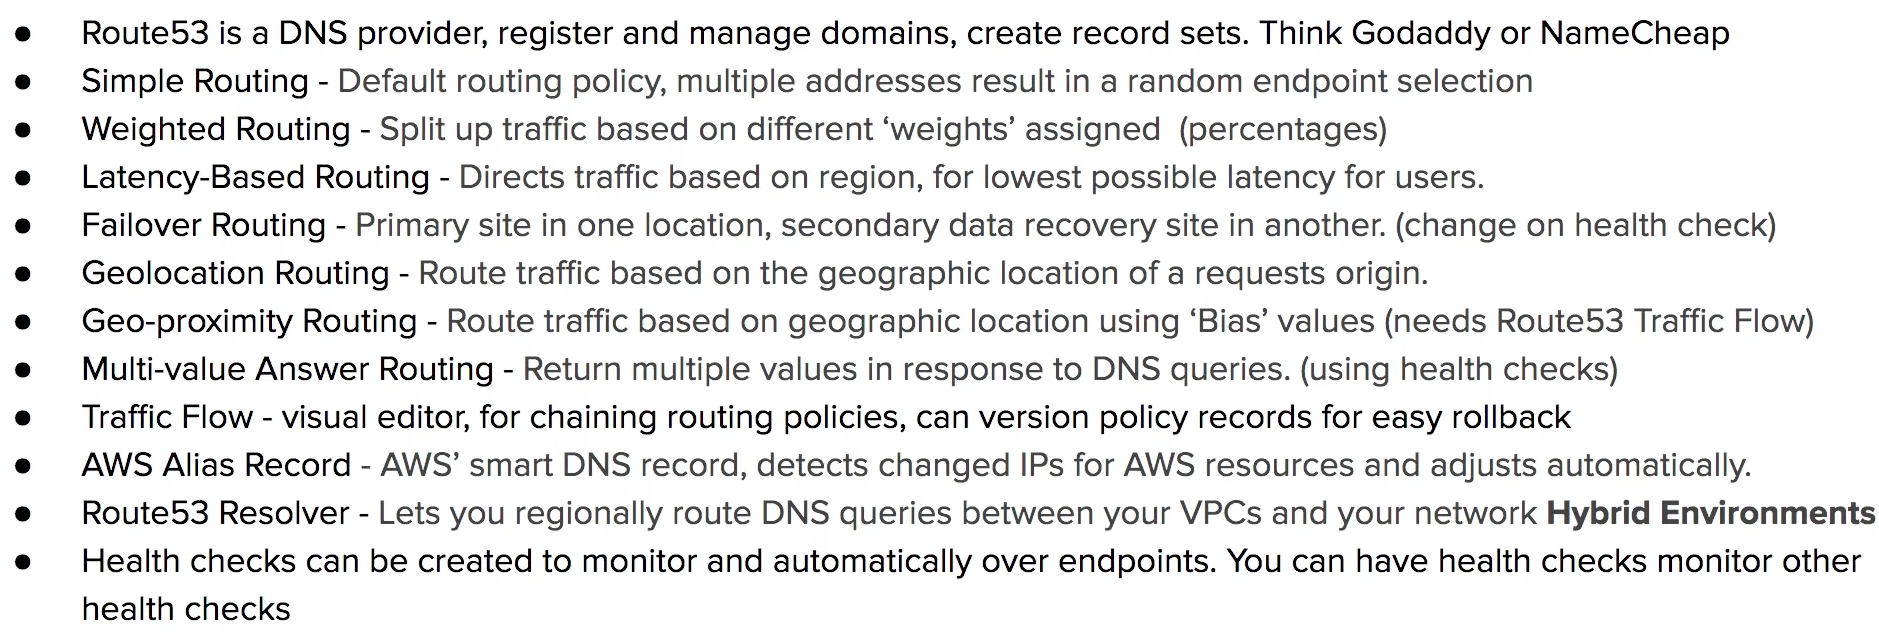 ● Route53 is a DNS provider, register and manage domains, create record sets. Think Godaddy or NameCheap
● Simple Routing - Default routing policy, multiple addresses result in a random endpoint selection
● Weighted Routing - Split up traffic based on different ‘weights’ assigned  (percentages)
● Latency-Based Routing - Directs traffic based on region, for lowest possible latency for users.
● Failover Routing - Primary site in one location, secondary data recovery site in another. (change on health check)
● Geolocation Routing - Route traffic based on the geographic location of a requests origin.
● Geo-proximity Routing - Route traffic based on geographic location using ‘Bias’ values (needs Route53 Traffic Flow)
● Multi-value Answer Routing - Return multiple values in response to DNS queries. (using health checks)
● Traffic Flow - visual editor, for chaining routing policies, can version policy records for easy rollback
● AWS Alias Record - AWS’ smart DNS record, detects changed IPs for AWS resources and adjusts automatically.
● Route53 Resolver - Lets you regionally route DNS queries between your VPCs and your network Hybrid Environments
● Health checks can be created to monitor and automatically over endpoints. You can have health checks monitor other
health checks